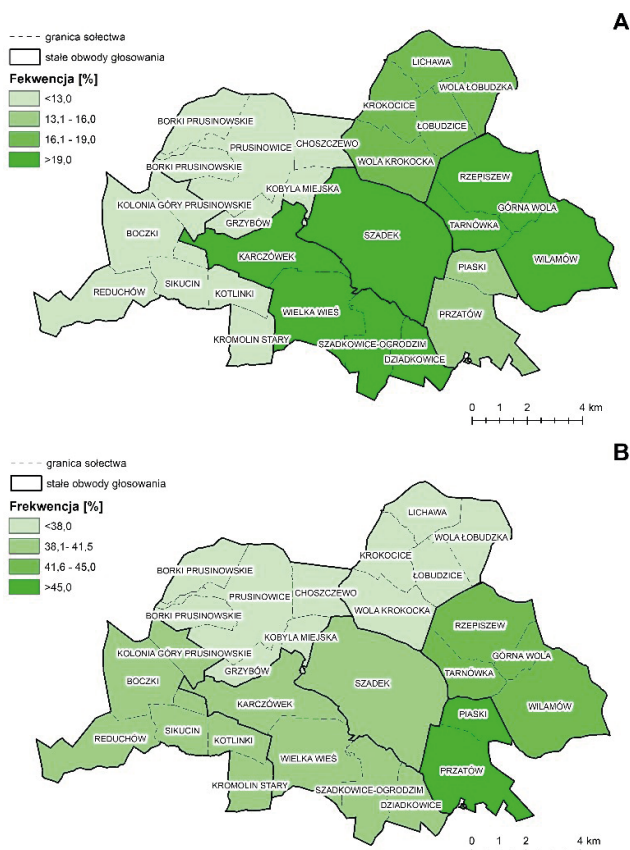 A
granica sołectwa
stałe obwody głosowania
Fekwencja [%]
<13,0
13,1 - 16,0
16,1 - 19,0
>19,0
LICHAWA
WOLA ŁOBUDZKA
KROKOCICE
ŁOBUDZICE
BORKI PRUSINOWSKIE
PRUSINOWICE
CHOSZCZEWO
WOLA KROKOCKA
BORKI PRUSINOWSKIE
RZEPISZEW
KOBYLA MIEJSKA
KOLONIA GÓRY PRUSINOWSKIE
GÓRNA WOLA
GRZYBÓW
TARNÓWKA
BOCZKI
SZADEK
KARCZÓWEK
WILAMÓW
PIASKI
SIKUCIN
REDUCHÓW
KOTLINKI
WIELKA WIEŚ
PRZATÓW
KROMOLIN STARY
SZADKOWICE-OGRODZIM
DZIADKOWICE
0 1 2 4 km
B
granica sołectwa
stałe obwody głosowania
Frekwencja [%]
<38,0
38,1- 41,5
41,6 - 45,0
>45,0
LICHAWA
WOLA ŁOBUDZKA
KROKOCICE
ŁOBUDZICE
BORKI PRUSINOWSKIE
PRUSINOWICE
CHOSZCZEWO
WOLA KROKOCKA
BORKI PRUSINOWSKIE
RZEPISZEW
KOBYLA MIEJSKA
KOLONIA GÓRY PRUSINOWSKIE
GÓRNA WOLA
GRZYBÓW
TARNÓWKA
BOCZKI
SZADEK
KARCZÓWEK
WILAMÓW
PIASKI
SIKUCIN
REDUCHÓW
KOTLINKI
WIELKA WIEŚ
PRZATÓW
KROMOLIN STARY
SZADKOWICE-OGRODZIM
DZIADKOWICE
0 1 2 4 km